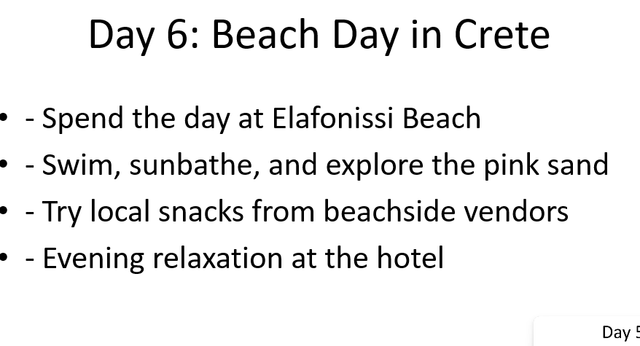 Day 6: Beach Day in Crete
• - Spend the day at Elafonissi Beach
• - Swim, sunbathe, and explore the pink sand
• - Try local snacks from beachside vendors
• - Evening relaxation at the hotel
Day 5